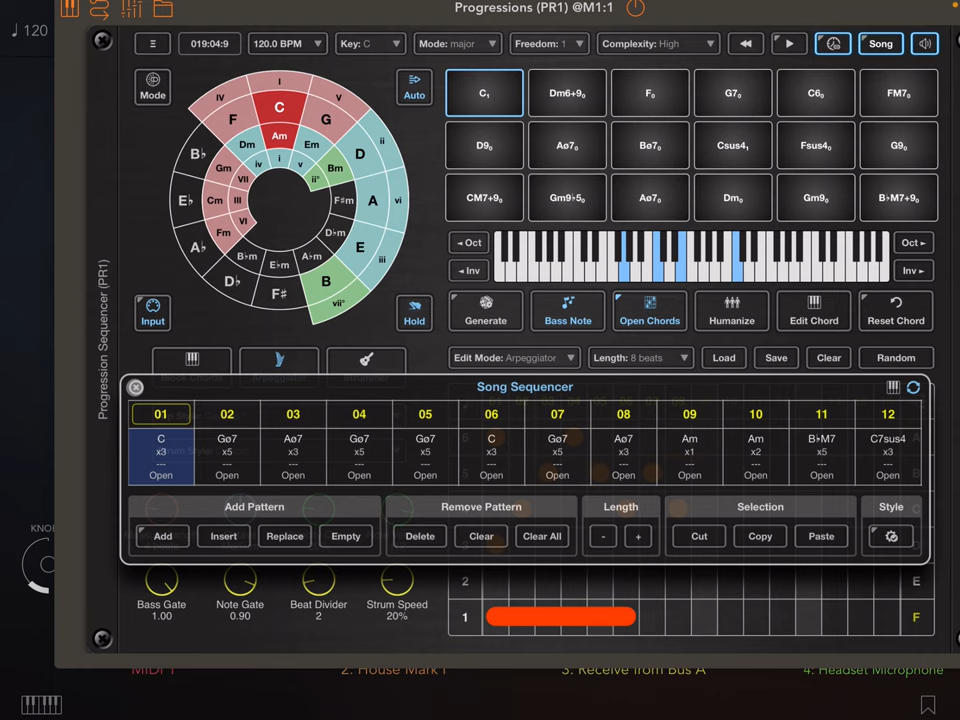 Progressions (PR1) @M1:1
♩120
019:04:9
120.0 BPM
Key: C
Mode: major
Freedom: 1
Complexity: High
Song
Mode
Auto
I
IV
V
F
C
G
ii
Dm
Am
Em
iv
i
v
B♭
D
Gm
VII
ii°
Bm
E♭
Cm
III
F♯m
A
vi
Fm
VI
D♭m
A♭
B♭m
E♭m
A♭m
E
iii
D♭
F♯
B
vii°
Input
Hold
C₁
Dm6+9₀
F₀
G7₀
C6₀
FM7₀
D9₀
Aø7₀
Bø7₀
Csus4₁
Fsus4₀
G9₀
CM7+9₀
Gm9♭5₀
Aø7₀
Dm₀
Gm9₀
B♭M7+9₀
Oct
Oct
Inv
Inv
Generate
Bass Note
Open Chords
Humanize
Edit Chord
Reset Chord
Edit Mode: Arpeggiator
Length: 8 beats
Load
Save
Clear
Random
Progression Sequencer (PR1)
Song Sequencer
01 02 03 04 05 06 07 08 09 10 11 12
C Gø7 Aø7 Gø7 Gø7 C Gø7 Aø7 Am Am B♭M7 C7sus4
x3 x5 x3 x5 x5 x3 x5 x3 x1 x2 x5 x3
--- --- --- --- --- --- --- --- --- --- --- ---
Open Open Open Open Open Open Open Open Open Open Open Open
Add Pattern
Remove Pattern
Length
Selection
Style
Add
Insert
Replace
Empty
Delete
Clear
Clear All
-
+
Cut
Copy
Paste
KNO
Bass Gate
1.00
Note Gate
0.90
Beat Divider
2
Strum Speed
20%
2
E
1
F
MIDI 1
2: House Mark I
3: Receive from Bus A
4: Headset Microphone